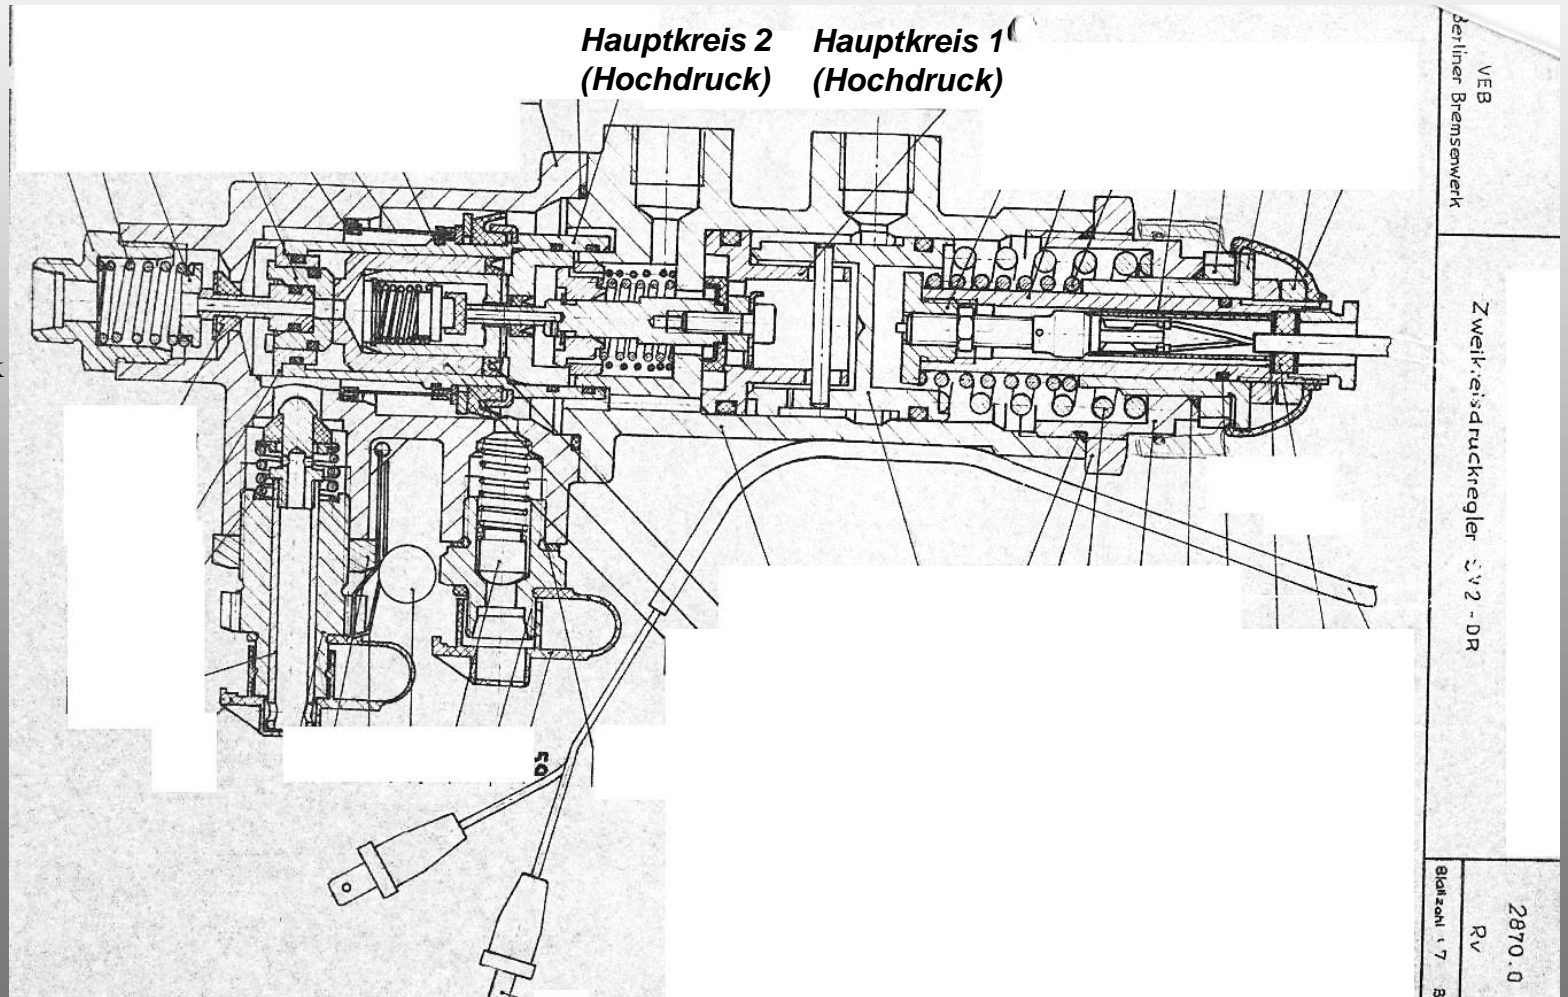 Hauptkreis 2
(Hochdruck)
Hauptkreis 1
(Hochdruck)
VEB
Berliner Bremsenwerk
Zweikreisdruckregler
-DR
2870.0
Rv
Blattzahl